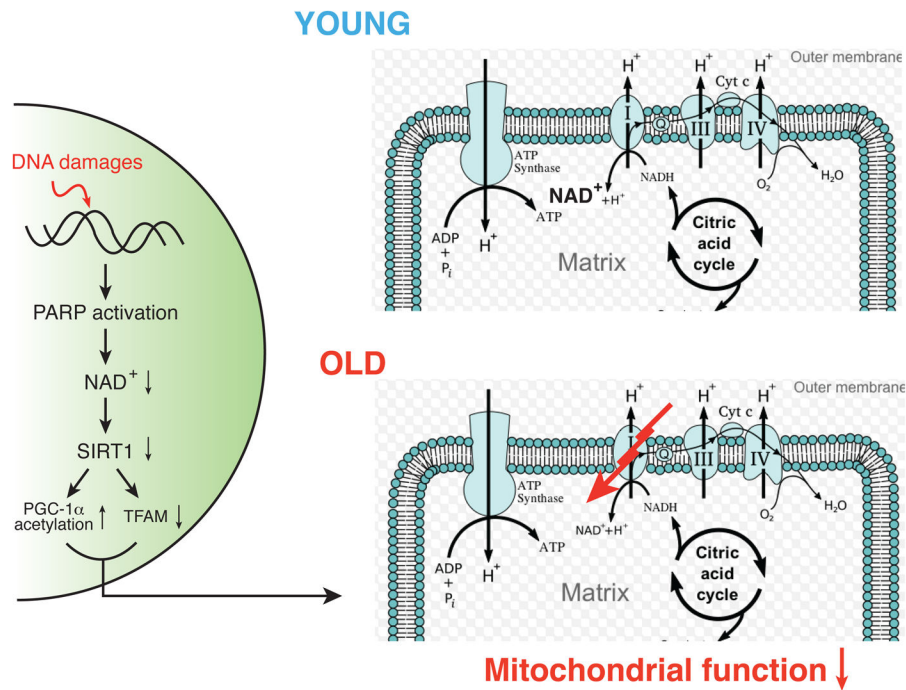 YOUNG
DNA damages
PARP activation
NAD+ ↓
SIRT1 ↓
PGC-1α
acetylation ↑
TFAM ↓
Outer membrane
H+
H+
H+
Cyt c
I
Q
III
IV
ATP
Synthase
NADH
NAD+ +H+
O2
H2O
ATP
ADP
+
Pi
H+
Matrix
Citric
acid
cycle
OLD
Outer membrane
H+
H+
H+
Cyt c
I
Q
III
IV
ATP
Synthase
NADH
NAD++H+
O2
H2O
ATP
ADP
+
Pi
H+
Matrix
Citric
acid
cycle
Mitochondrial function ↓